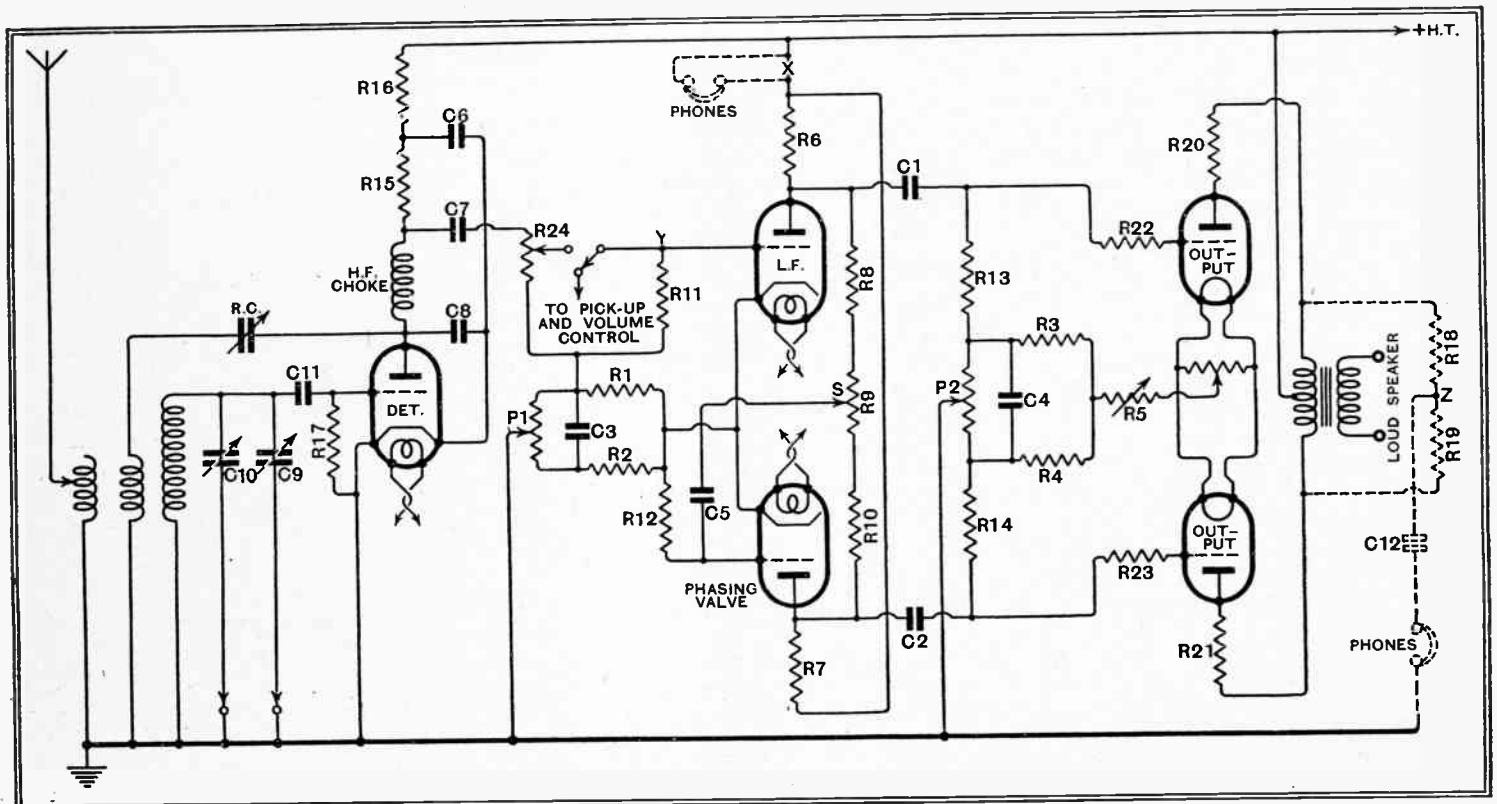 +H.T.
R16
C6
X
PHONES
R6
R20
R15
C1
C7
R24
Y
R22
L.F.
OUT-
PUT
H.F.
CHOKE
R8
R13
R11
TO PICK-UP
AND VOLUME
CONTROL
R.C.
C8
R3
R18
C11
R1
S
R9
P2
C4
R5
LOUD SPEAKER
N
DET.
P1
C3
R17
R2
R4
R19
C10
C9
R12
C5
R10
R14
OUT-
PUT
C12
PHASING
VALVE
R23
C2
R7
R21
PHONES